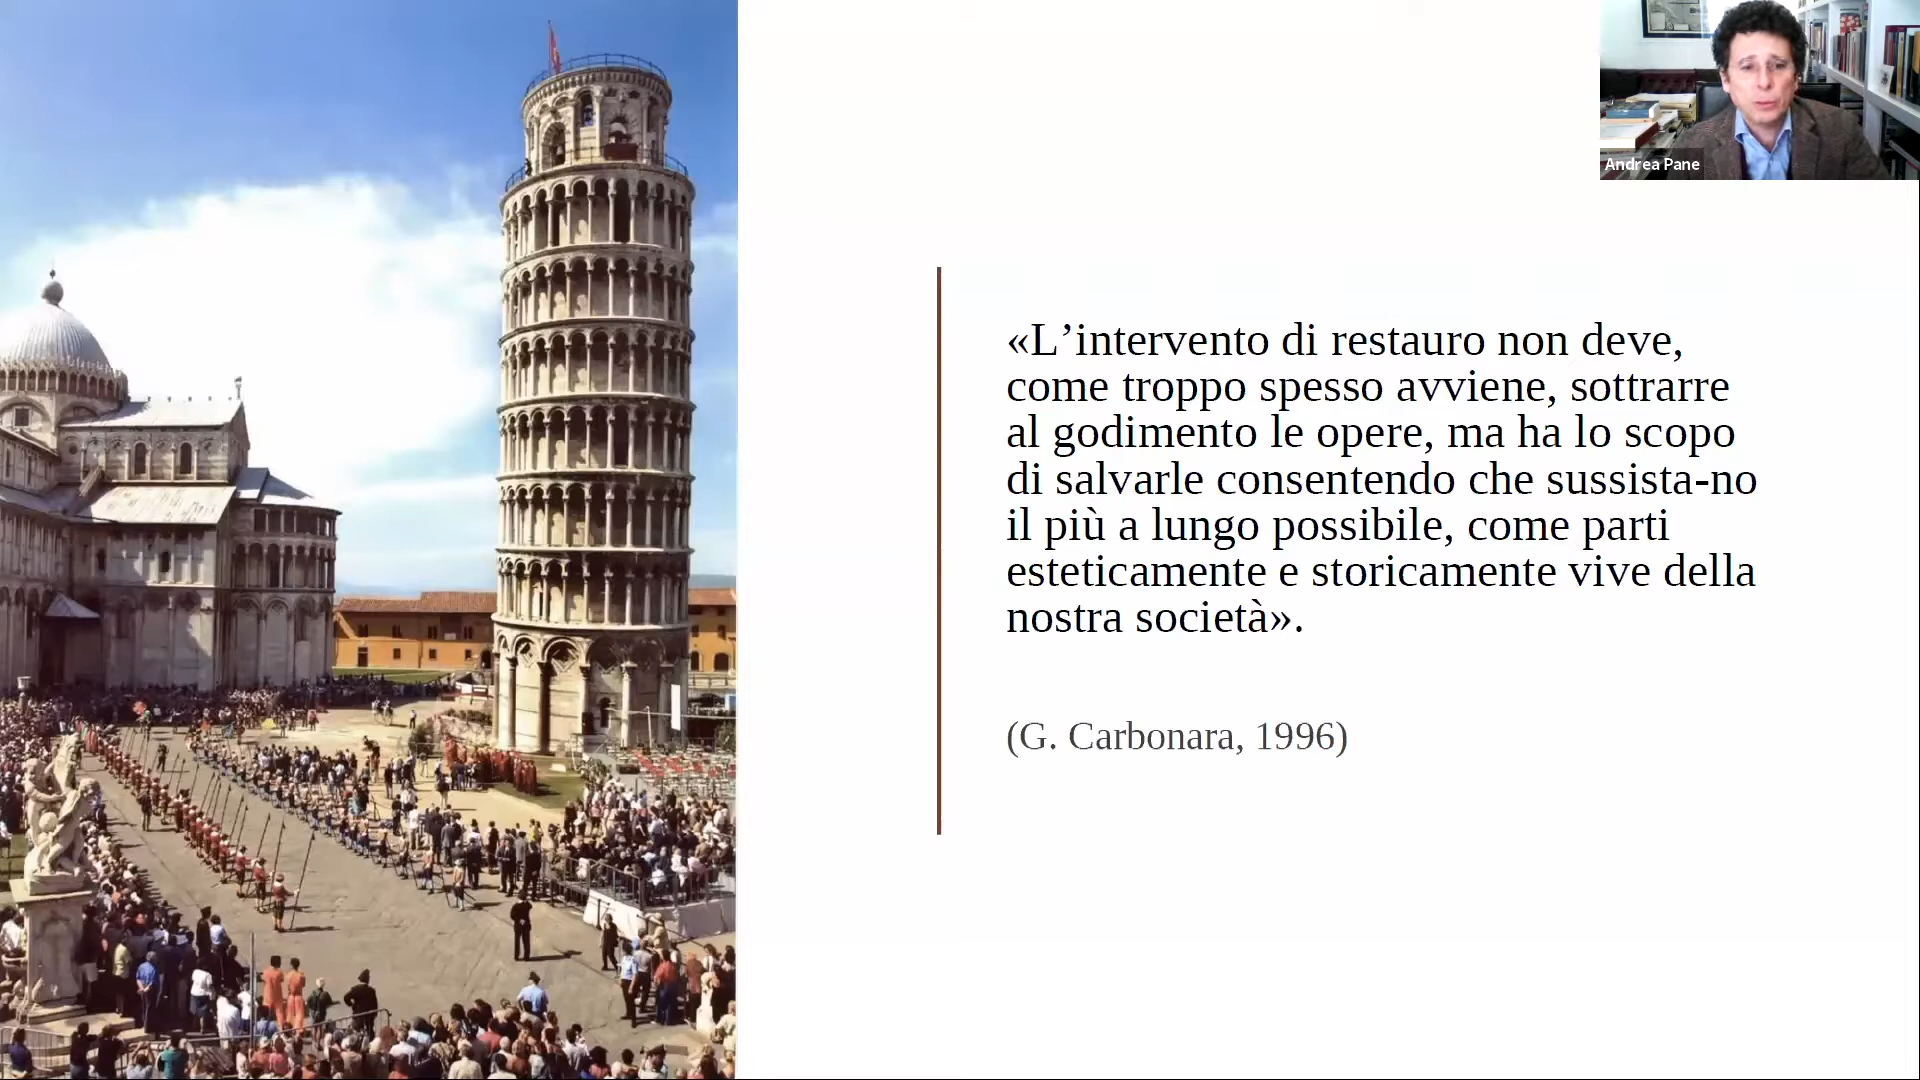 Andrea Pane
«L’intervento di restauro non deve,
come troppo spesso avviene, sottrarre
al godimento le opere, ma ha lo scopo
di salvarle consentendo che sussista-no
il più a lungo possibile, come parti
esteticamente e storicamente vive della
nostra società».
(G. Carbonara, 1996)